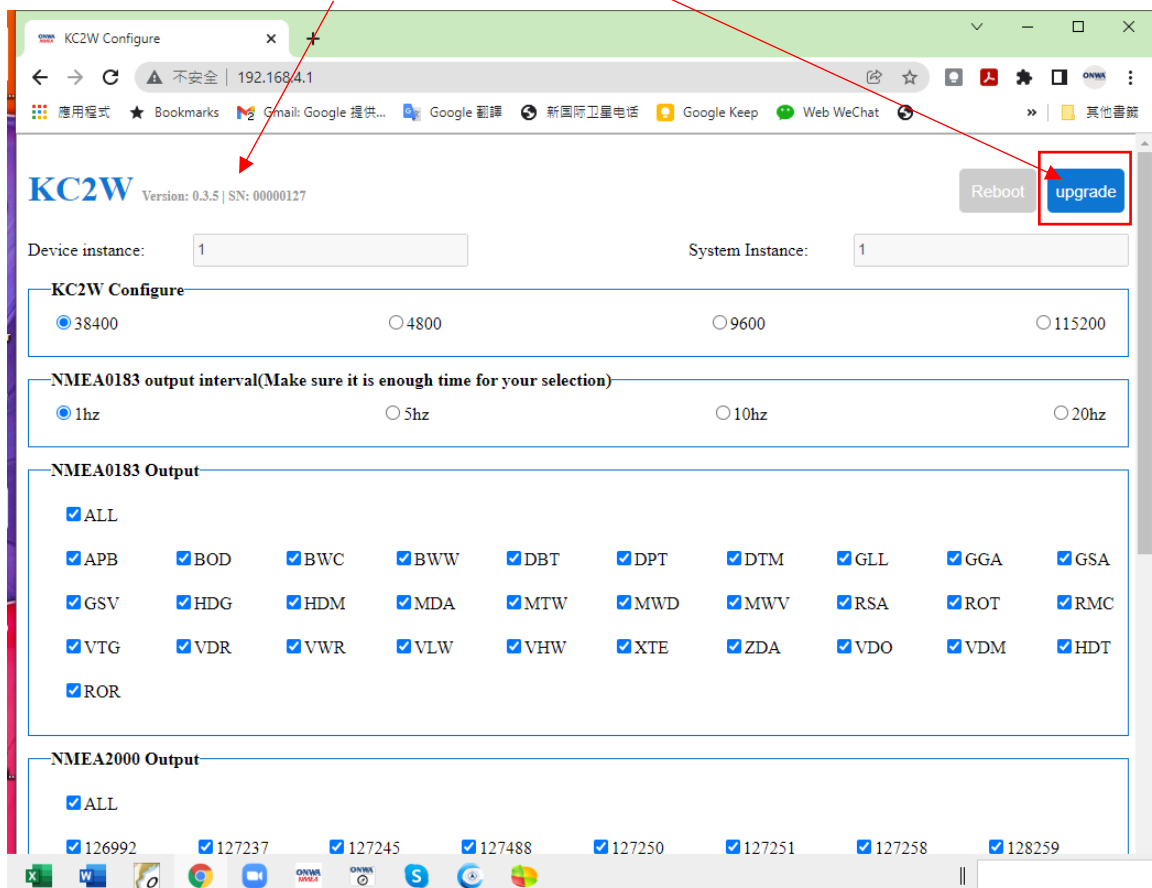 KC2W Configure
不安全 192.168.4.1
ONWA
應用程式 Bookmarks Gmail: Google 提供... Google 翻譯 新国际卫星电话 Google Keep Web WeChat » 其他書籤
KC2W Version: 0.3.5 | SN: 00000127 Reboot upgrade
Device instance: 1 System Instance: 1
KC2W Configure
38400 4800 9600 115200
NMEA0183 output interval(Make sure it is enough time for your selection)
1hz 5hz 10hz 20hz
NMEA0183 Output
ALL
APB BOD BWC BWW DBT DPT DTM GLL GGA GSA
GSV HDG HDM MDA MTW MWD MWV RSA ROT RMC
VTG VDR VWR VLW VHW XTE ZDA VDO VDM HDT
ROR
NMEA2000 Output
ALL
126992 127237 127245 127488 127250 127251 127258 128259
ONWA NMEA ONWA